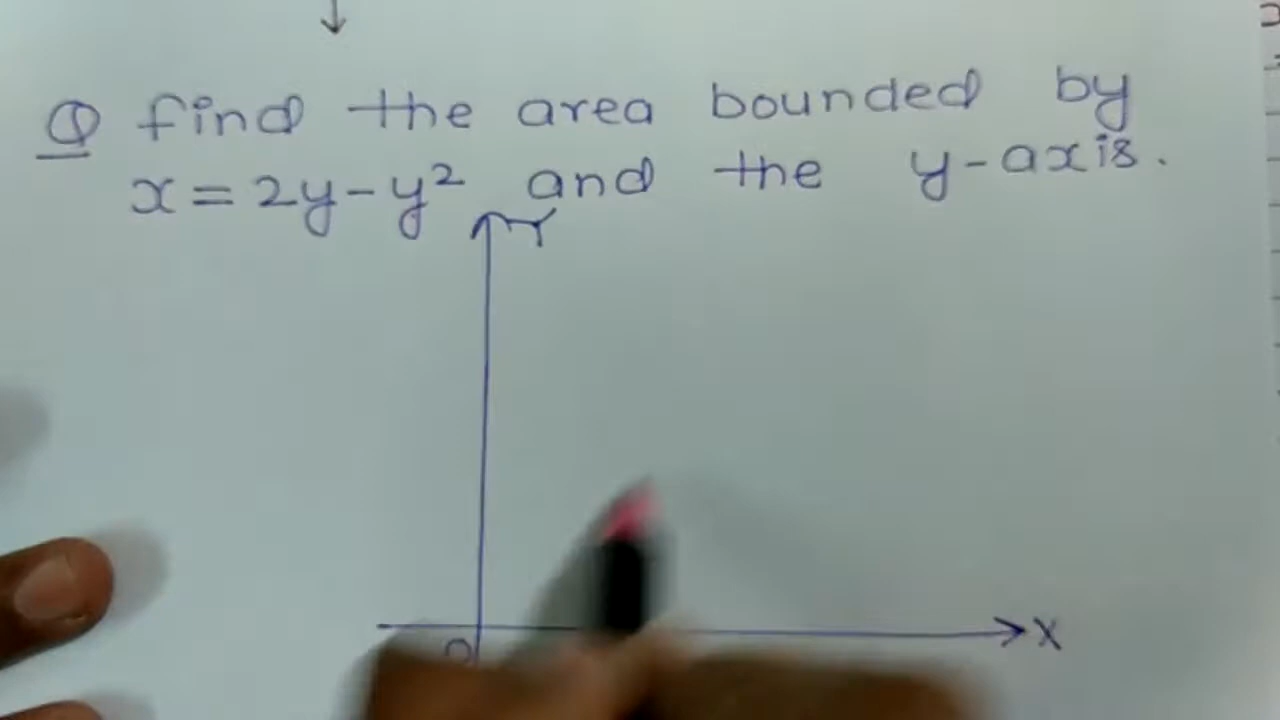 Q find the area bounded by
x = 2y - y² and the y-axis.
Y
O
X